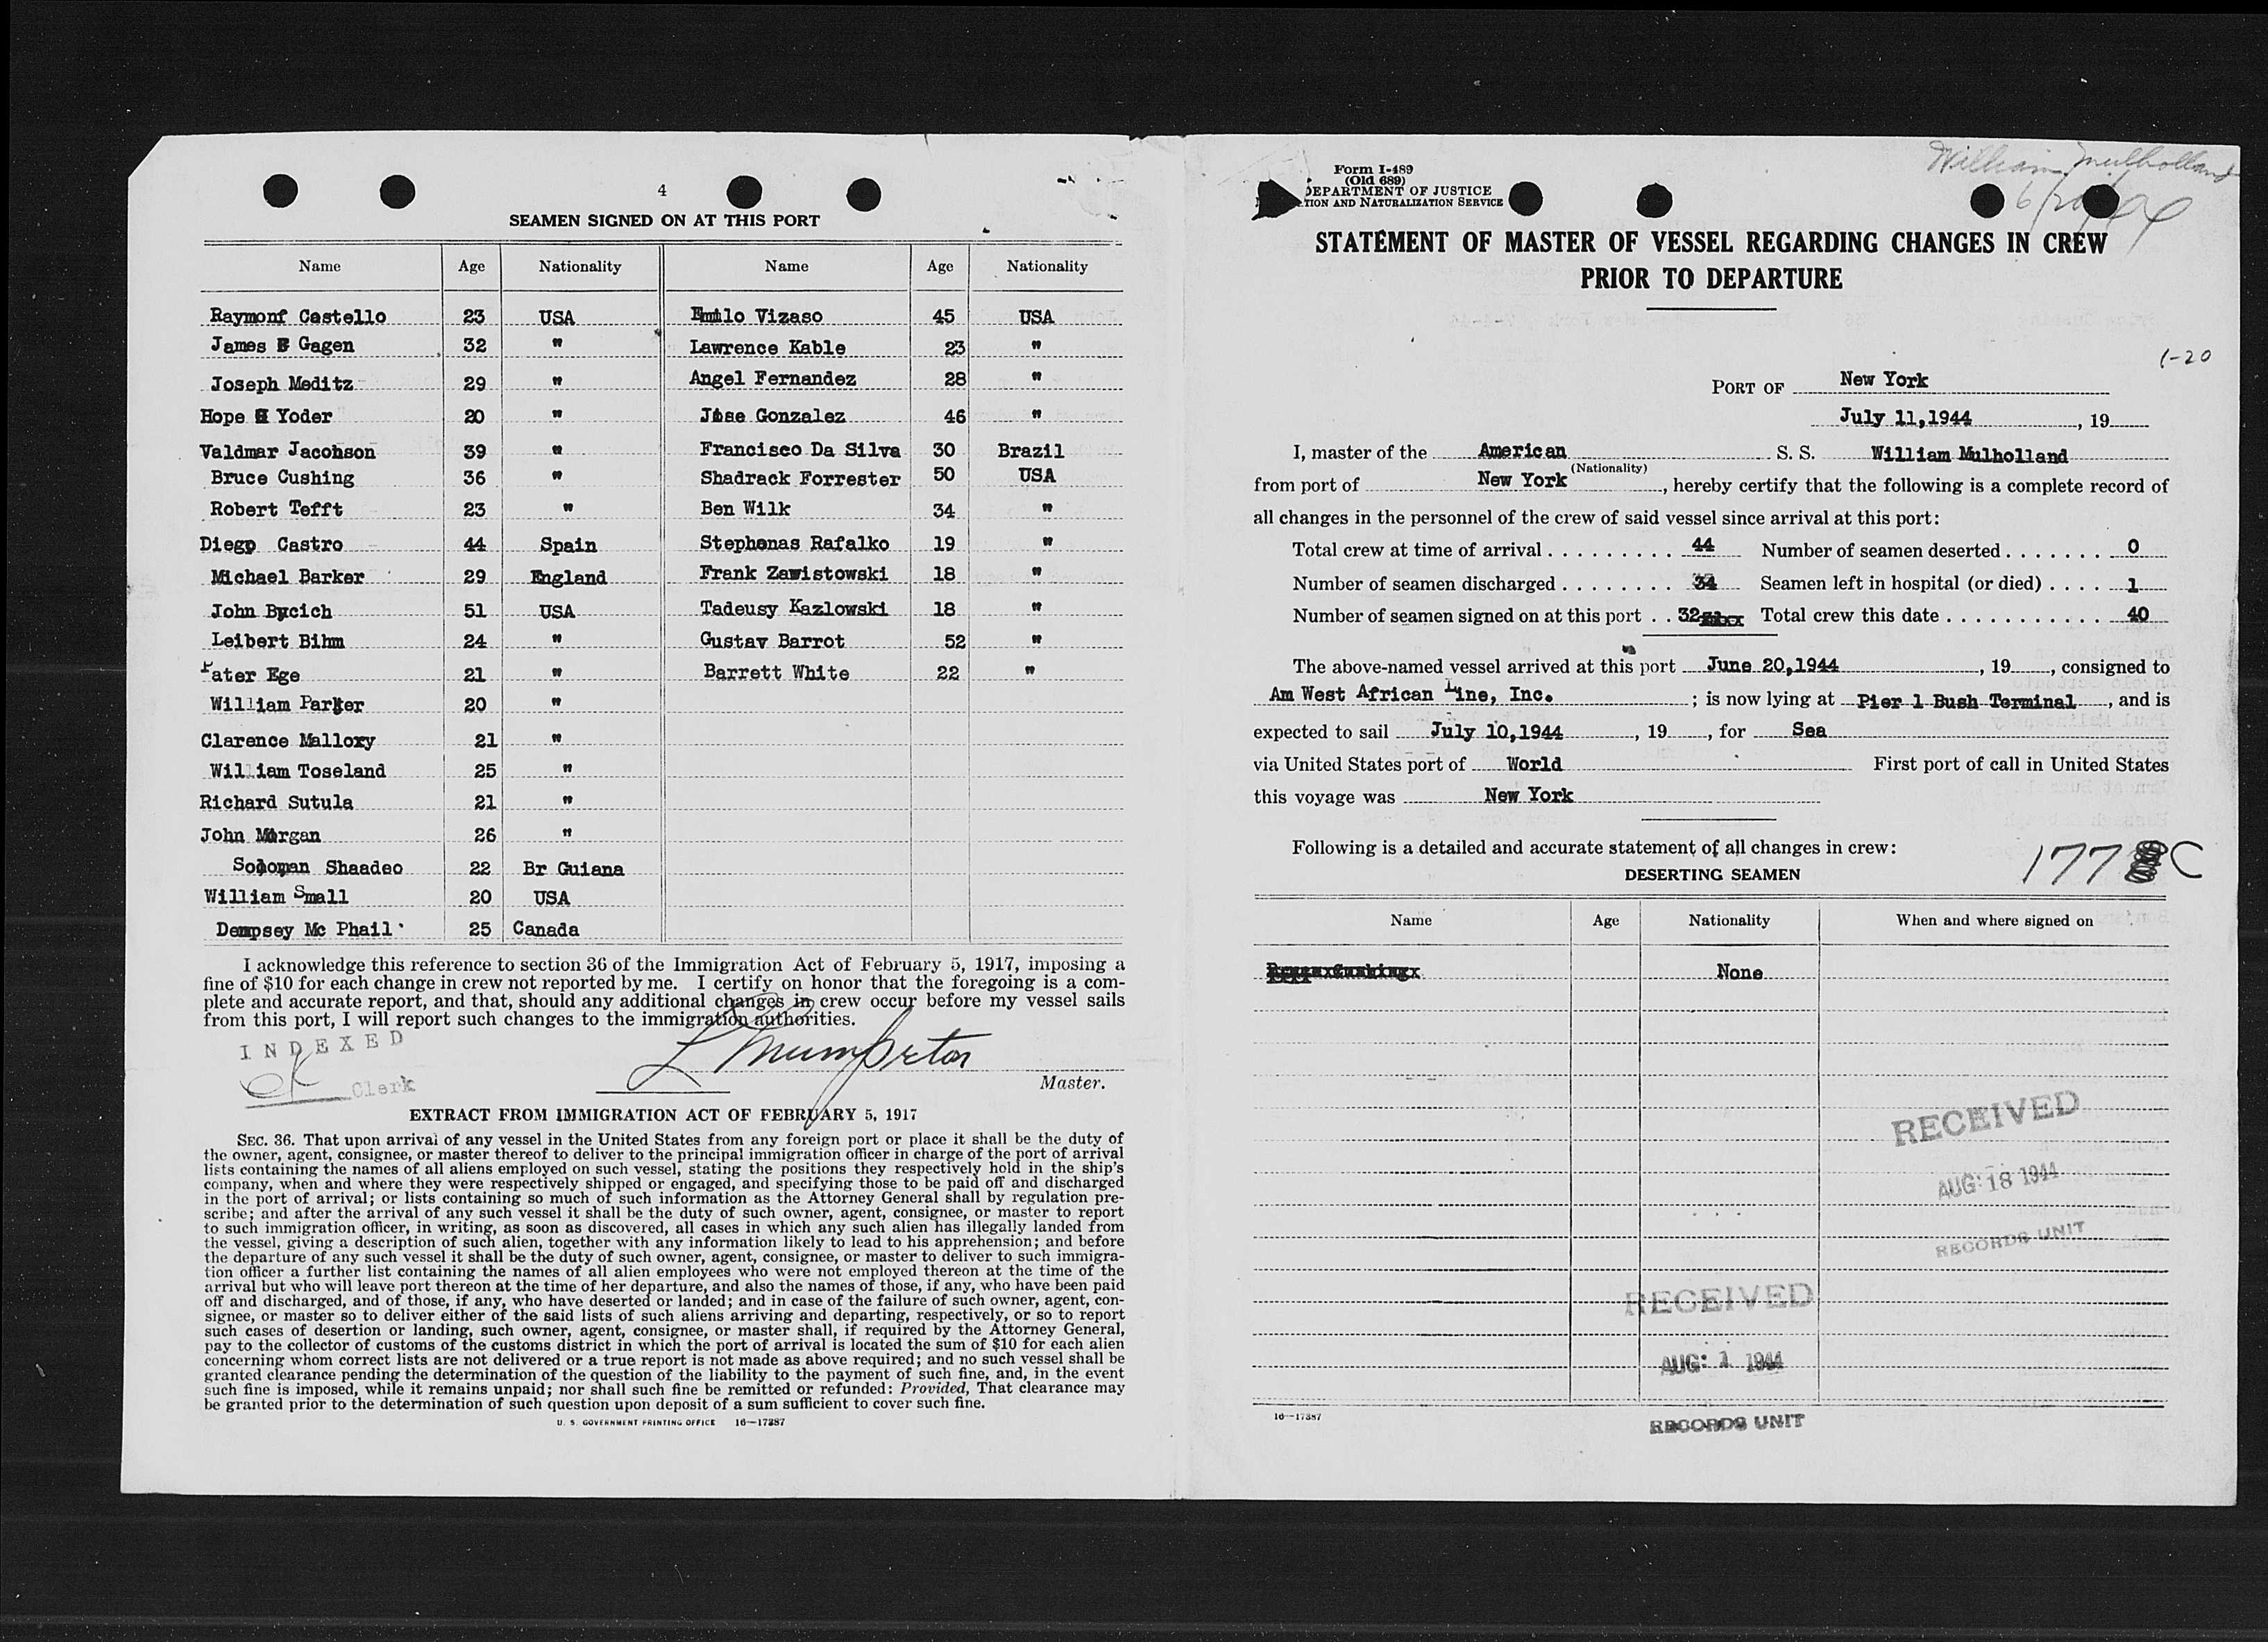 4
SEAMEN SIGNED ON AT THIS PORT
Name Age Nationality Name Age Nationality
Raymonf Castello 23 USA Emilo Vizaso 45 USA
James F Gagen 32 " Lawrence Kable 23 "
Joseph Meditz 29 " Angel Fernandez 28 "
Hope H Yoder 20 " Jose Gonzalez 46 "
Valdmar Jacobson 39 " Francisco Da Silva 30 Brazil
Bruce Cushing 36 " Shadrack Forrester 50 USA
Robert Tefft 23 " Ben Wilk 34 "
Diego Castro 44 Spain Stephenas Rafalko 19 "
Michael Barker 29 England Frank Zawistowski 18 "
John Bycich 51 USA Tadeusy Kazlowski 18 "
Leibert Bihm 24 " Gustav Barrot 52 "
Pater Ege 21 " Barrett White 22 "
William Parker 20 "
Clarence Mallory 21 "
William Toseland 25 "
Richard Sutula 21 "
John Morgan 26 "
Soloman Shaadeo 22 Br Guiana
William Small 20 USA
Dempsey Mc Phail 25 Canada
I acknowledge this reference to section 36 of the Immigration Act of February 5, 1917, imposing a
fine of $10 for each change in crew not reported by me. I certify on honor that the foregoing is a com-
plete and accurate report, and that, should any additional changes in crew occur before my vessel sails
from this port, I will report such changes to the immigration authorities.
INDEXED
Clerk
Master.
EXTRACT FROM IMMIGRATION ACT OF FEBRUARY 5, 1917
SEC. 36. That upon arrival of any vessel in the United States from any foreign port or place it shall be the duty of
the owner, agent, consignee, or master thereof to deliver to the principal immigration officer in charge of the port of arrival
lists containing the names of all aliens employed on such vessel, stating the positions they respectively hold in the ship's
company, when and where they were respectively shipped or engaged, and specifying those to be paid off and discharged
in the port of arrival; or lists containing so much of such information as the Attorney General shall by regulation pre-
scribe; and after the arrival of any such vessel it shall be the duty of such owner, agent, consignee, or master to report
to such immigration officer, in writing, as soon as discovered, all cases in which any such alien has illegally landed from
the vessel, giving a description of such alien, together with any information likely to lead to his apprehension; and before
the departure of any such vessel it shall be the duty of such owner, agent, consignee, or master to deliver to such immigra-
tion officer a further list containing the names of all alien employees who were not employed thereon at the time of the
arrival but who will leave port thereon at the time of her departure, and also the names of those, if any, who have been paid
off and discharged, and of those, if any, who have deserted or landed; and in case of the failure of such owner, agent, con-
signee, or master so to deliver either of the said lists of such aliens arriving and departing, respectively, or so to report
such cases of desertion or landing, such owner, agent, consignee, or master shall, if required by the Attorney General,
pay to the collector of customs of the customs district in which the port of arrival is located the sum of $10 for each alien
concerning whom correct lists are not delivered or a true report is not made as above required; and no such vessel shall be
granted clearance pending the determination of the question of the liability to the payment of such fine, and, in the event
such fine is imposed, while it remains unpaid; nor shall such fine be remitted or refunded: Provided, That clearance may
be granted prior to the determination of such question upon deposit of a sum sufficient to cover such fine.
U. S. GOVERNMENT PRINTING OFFICE 16—17387
William Mulholland
Form I-489
(Old 689)
DEPARTMENT OF JUSTICE
TION AND NATURALIZATION SERVICE
STATEMENT OF MASTER OF VESSEL REGARDING CHANGES IN CREW
PRIOR TO DEPARTURE
1-20
PORT OF New York
July 11,1944, 19
I, master of the American S. S. William Mulholland
(Nationality)
from port of New York, hereby certify that the following is a complete record of
all changes in the personnel of the crew of said vessel since arrival at this port:
Total crew at time of arrival . . . . . . . . . 44 Number of seamen deserted . . . . . . . 0
Number of seamen discharged . . . . . . . . 34 Seamen left in hospital (or died) . . . . 1
Number of seamen signed on at this port . . 32 Total crew this date . . . . . . . . . . . 40
The above-named vessel arrived at this port June 20,1944, 19, consigned to
Am West African Line, Inc. ; is now lying at Pier 1 Bush Terminal, and is
expected to sail July 10,1944, 19, for Sea
via United States port of World First port of call in United States
this voyage was New York
Following is a detailed and accurate statement of all changes in crew:
177 C
DESERTING SEAMEN
Name Age Nationality When and where signed on
None
RECEIVED
AUG 18 1944
RECORDS UNIT
RECEIVED
AUG 1 1944
RECORDS UNIT
16—17387